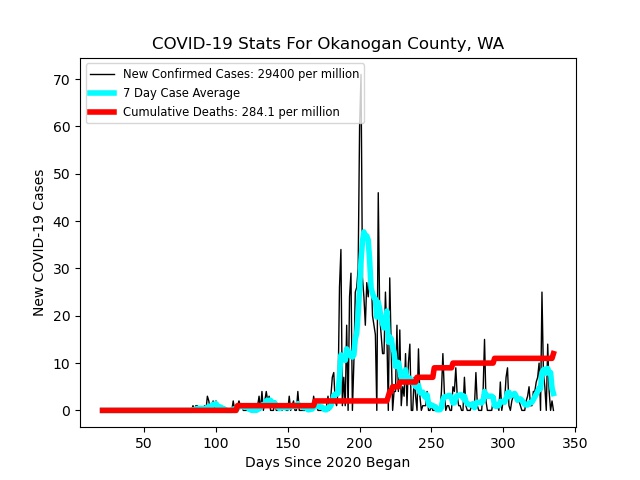 COVID-19 Stats For Okanogan County, WA
New Confirmed Cases: 29400 per million
7 Day Case Average
Cumulative Deaths: 284.1 per million
New COVID-19 Cases
70
60
50
40
30
20
10
0
50 100 150 200 250 300 350
Days Since 2020 Began